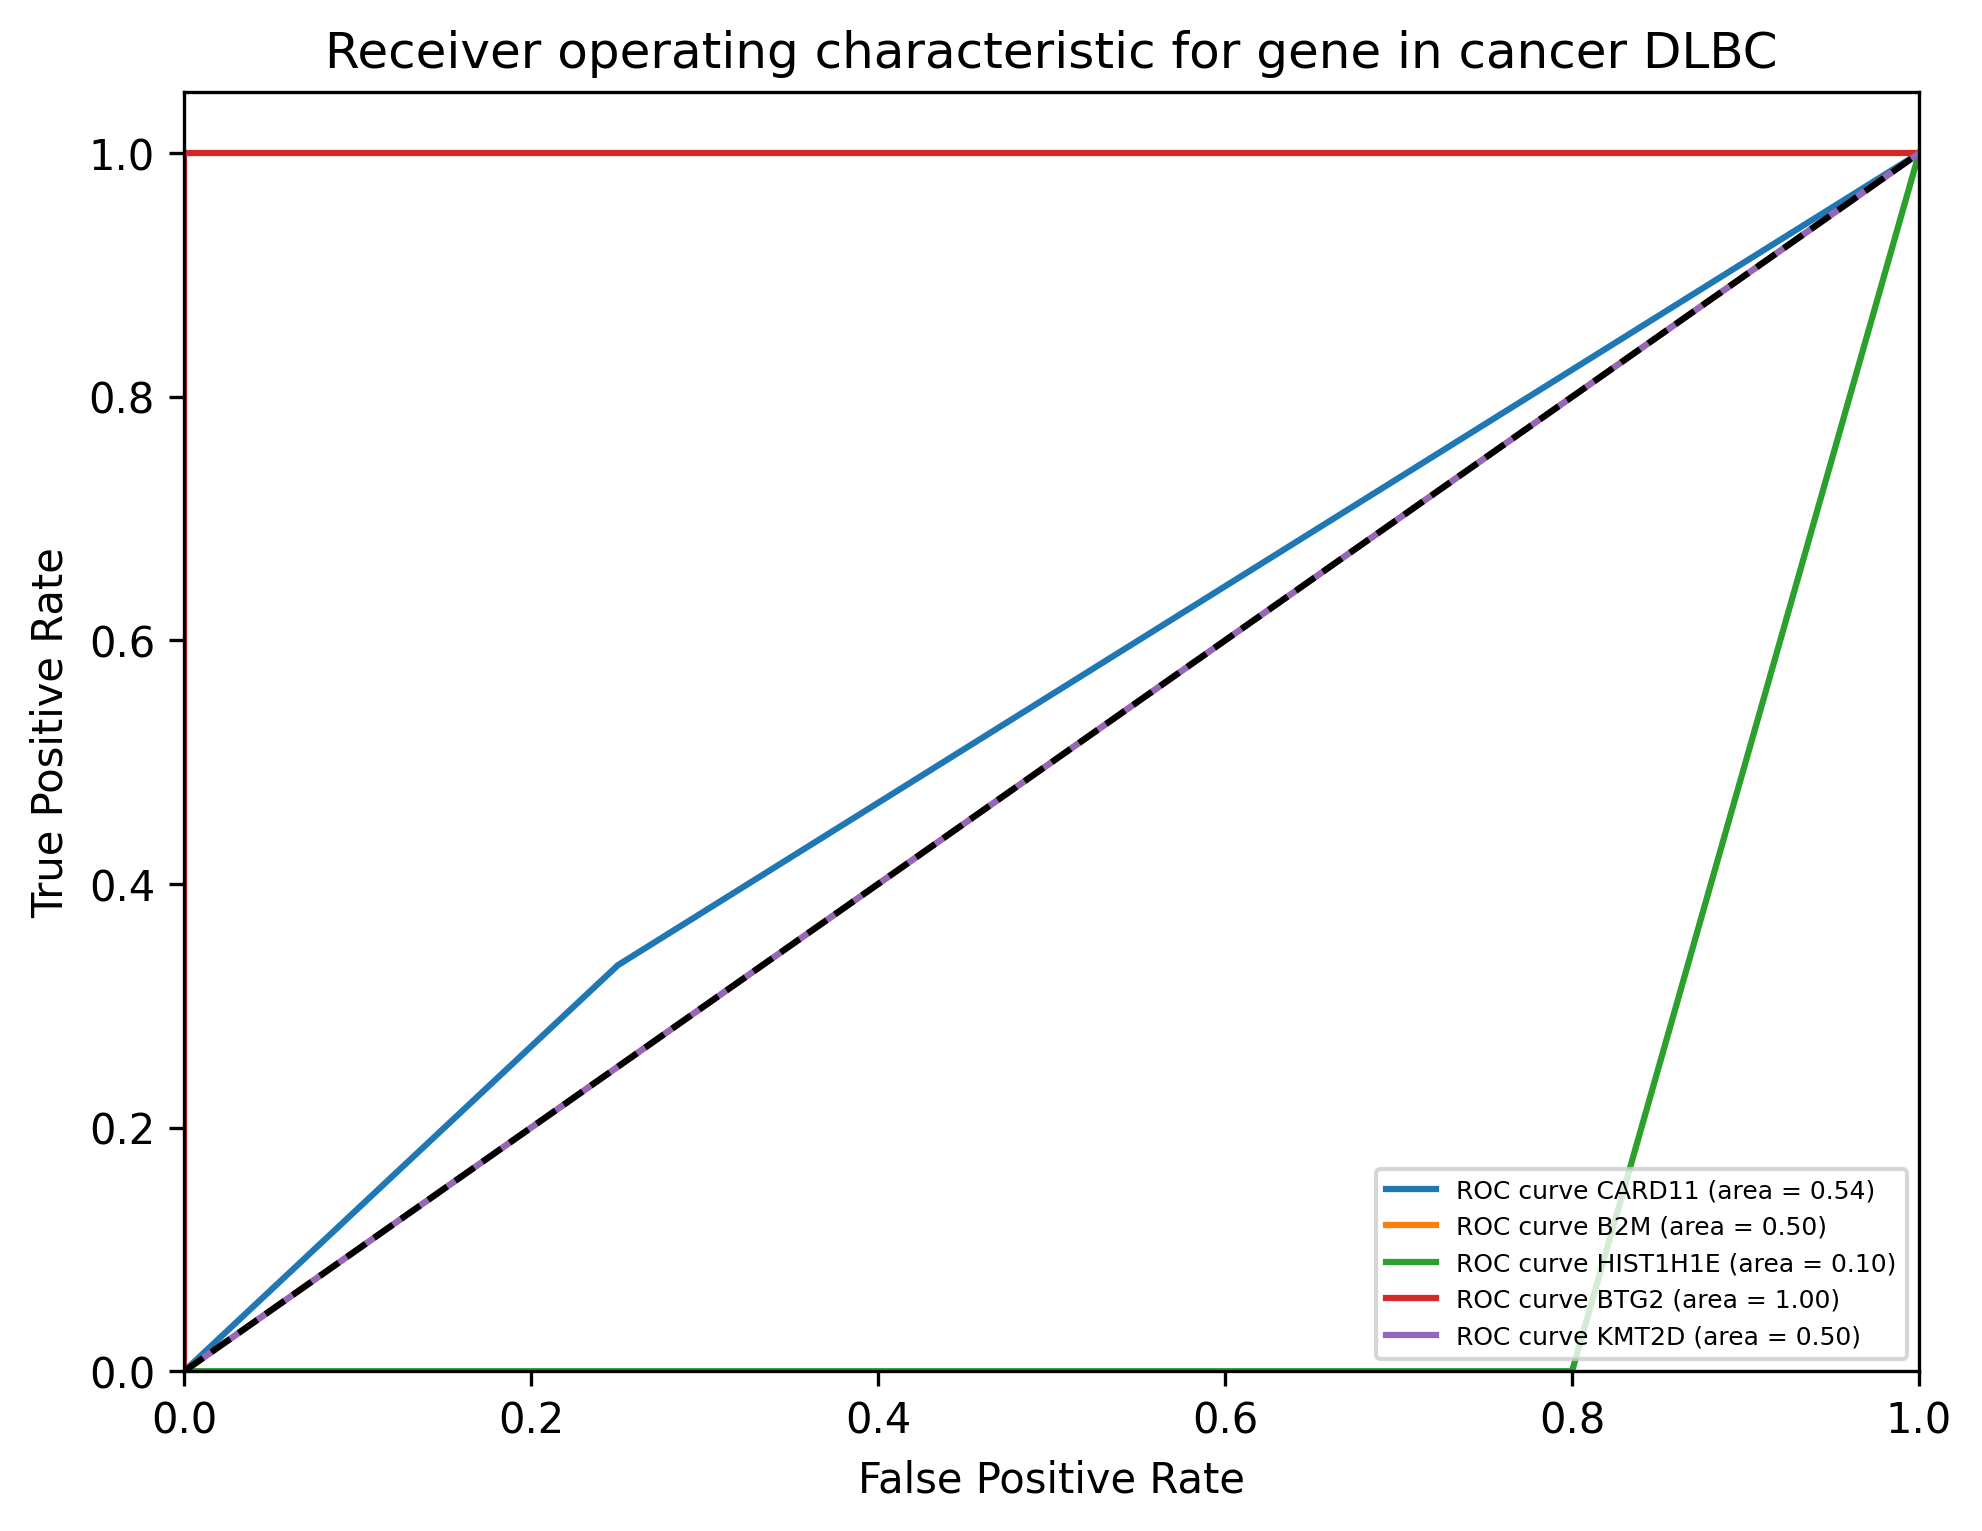 Receiver operating characteristic for gene in cancer DLBC
True Positive Rate
1.0
0.8
0.6
0.4
0.2
0.0
ROC curve CARD11 (area = 0.54)
ROC curve B2M (area = 0.50)
ROC curve HIST1H1E (area = 0.10)
ROC curve BTG2 (area = 1.00)
ROC curve KMT2D (area = 0.50)
0.0 0.2 0.4 0.6 0.8 1.0
False Positive Rate